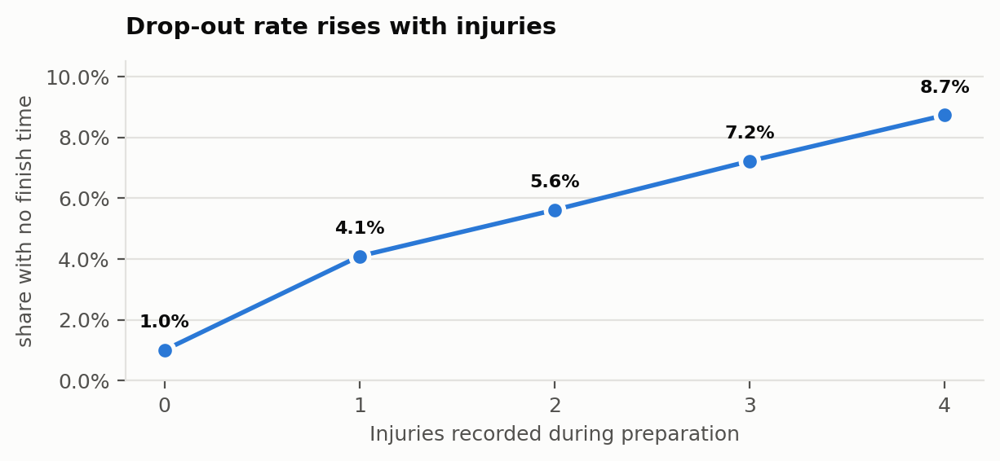 Drop-out rate rises with injuries
share with no finish time
10.0%
8.0%
6.0%
4.0%
2.0%
0.0%
1.0%
4.1%
5.6%
7.2%
8.7%
0 1 2 3 4
Injuries recorded during preparation